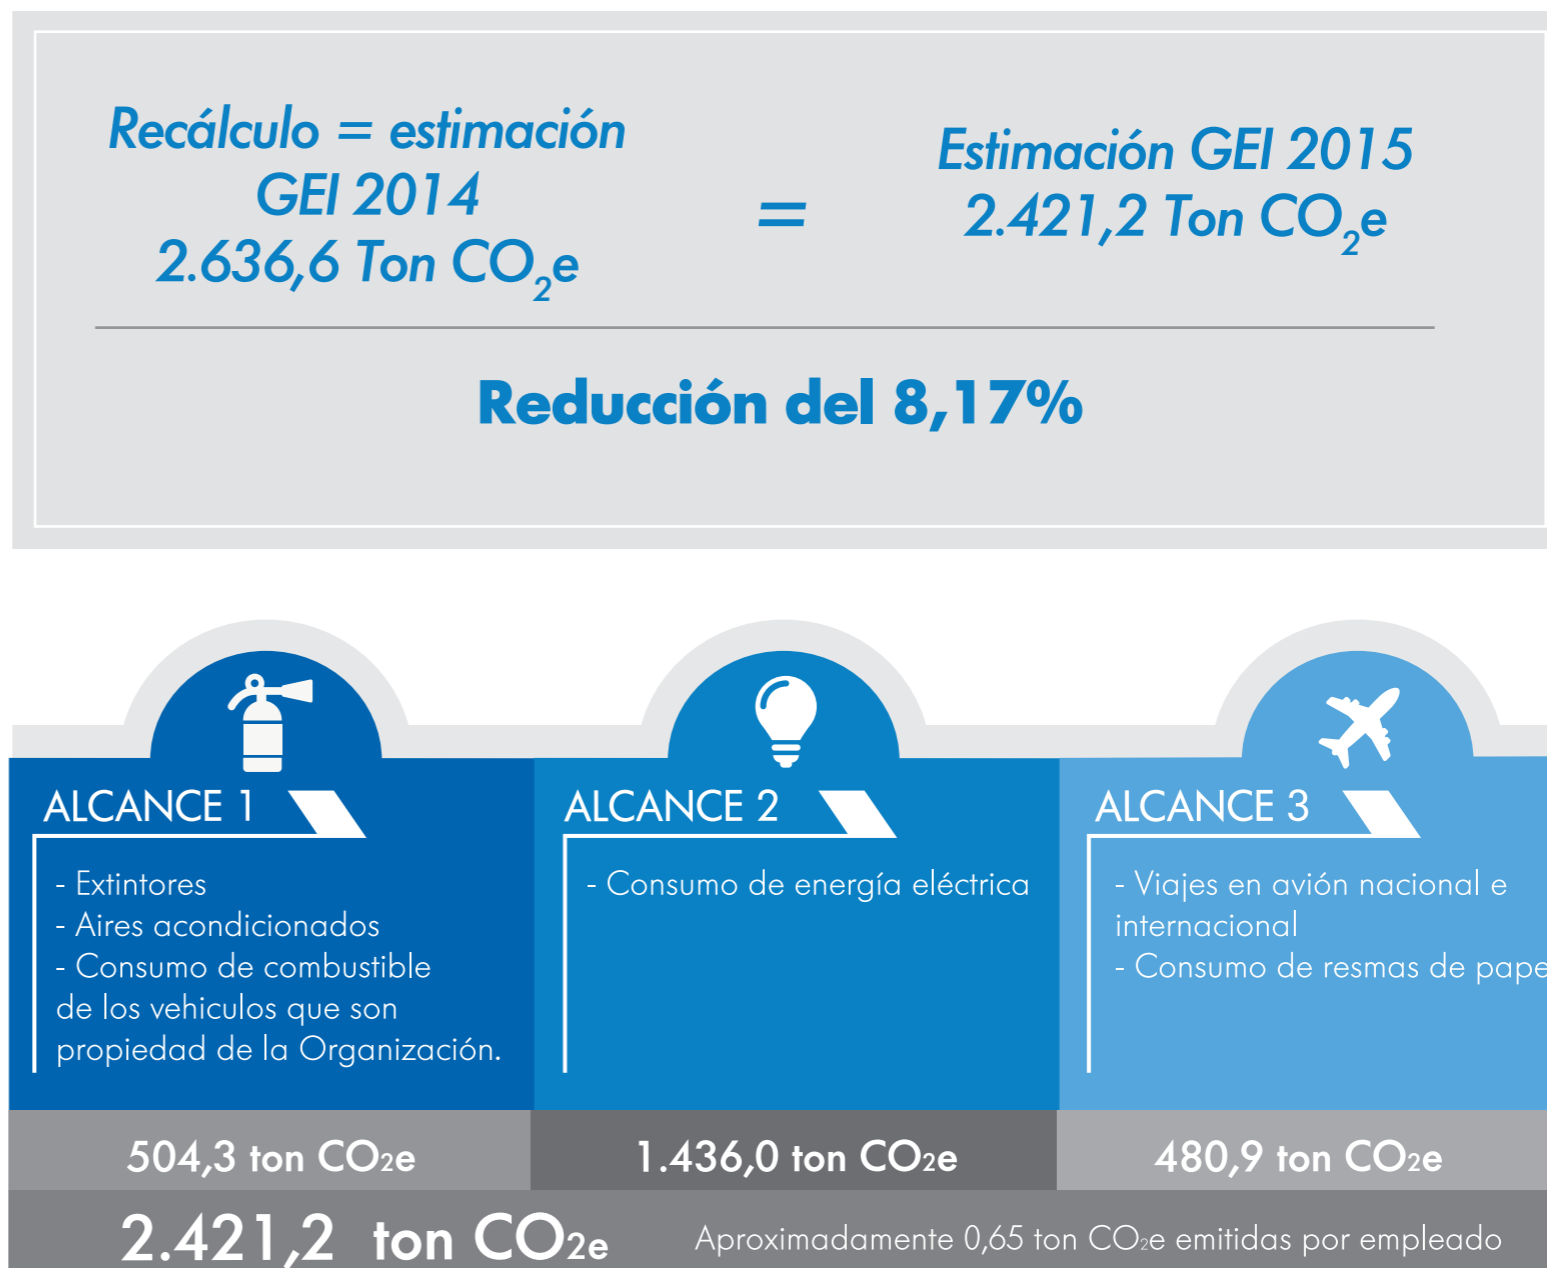 Recálculo = estimación
GEI 2014
2.636,6 Ton CO₂e
=
Estimación GEI 2015
2.421,2 Ton CO₂e
Reducción del 8,17%
ALCANCE 1
- Extintores
- Aires acondicionados
- Consumo de combustible
de los vehiculos que son
propiedad de la Organización.
504,3 ton CO₂e
ALCANCE 2
- Consumo de energía eléctrica
1.436,0 ton CO₂e
ALCANCE 3
- Viajes en avión nacional e
internacional
- Consumo de resmas de pape
480,9 ton CO₂e
2.421,2 ton CO₂e
Aproximadamente 0,65 ton CO₂e emitidas por empleado